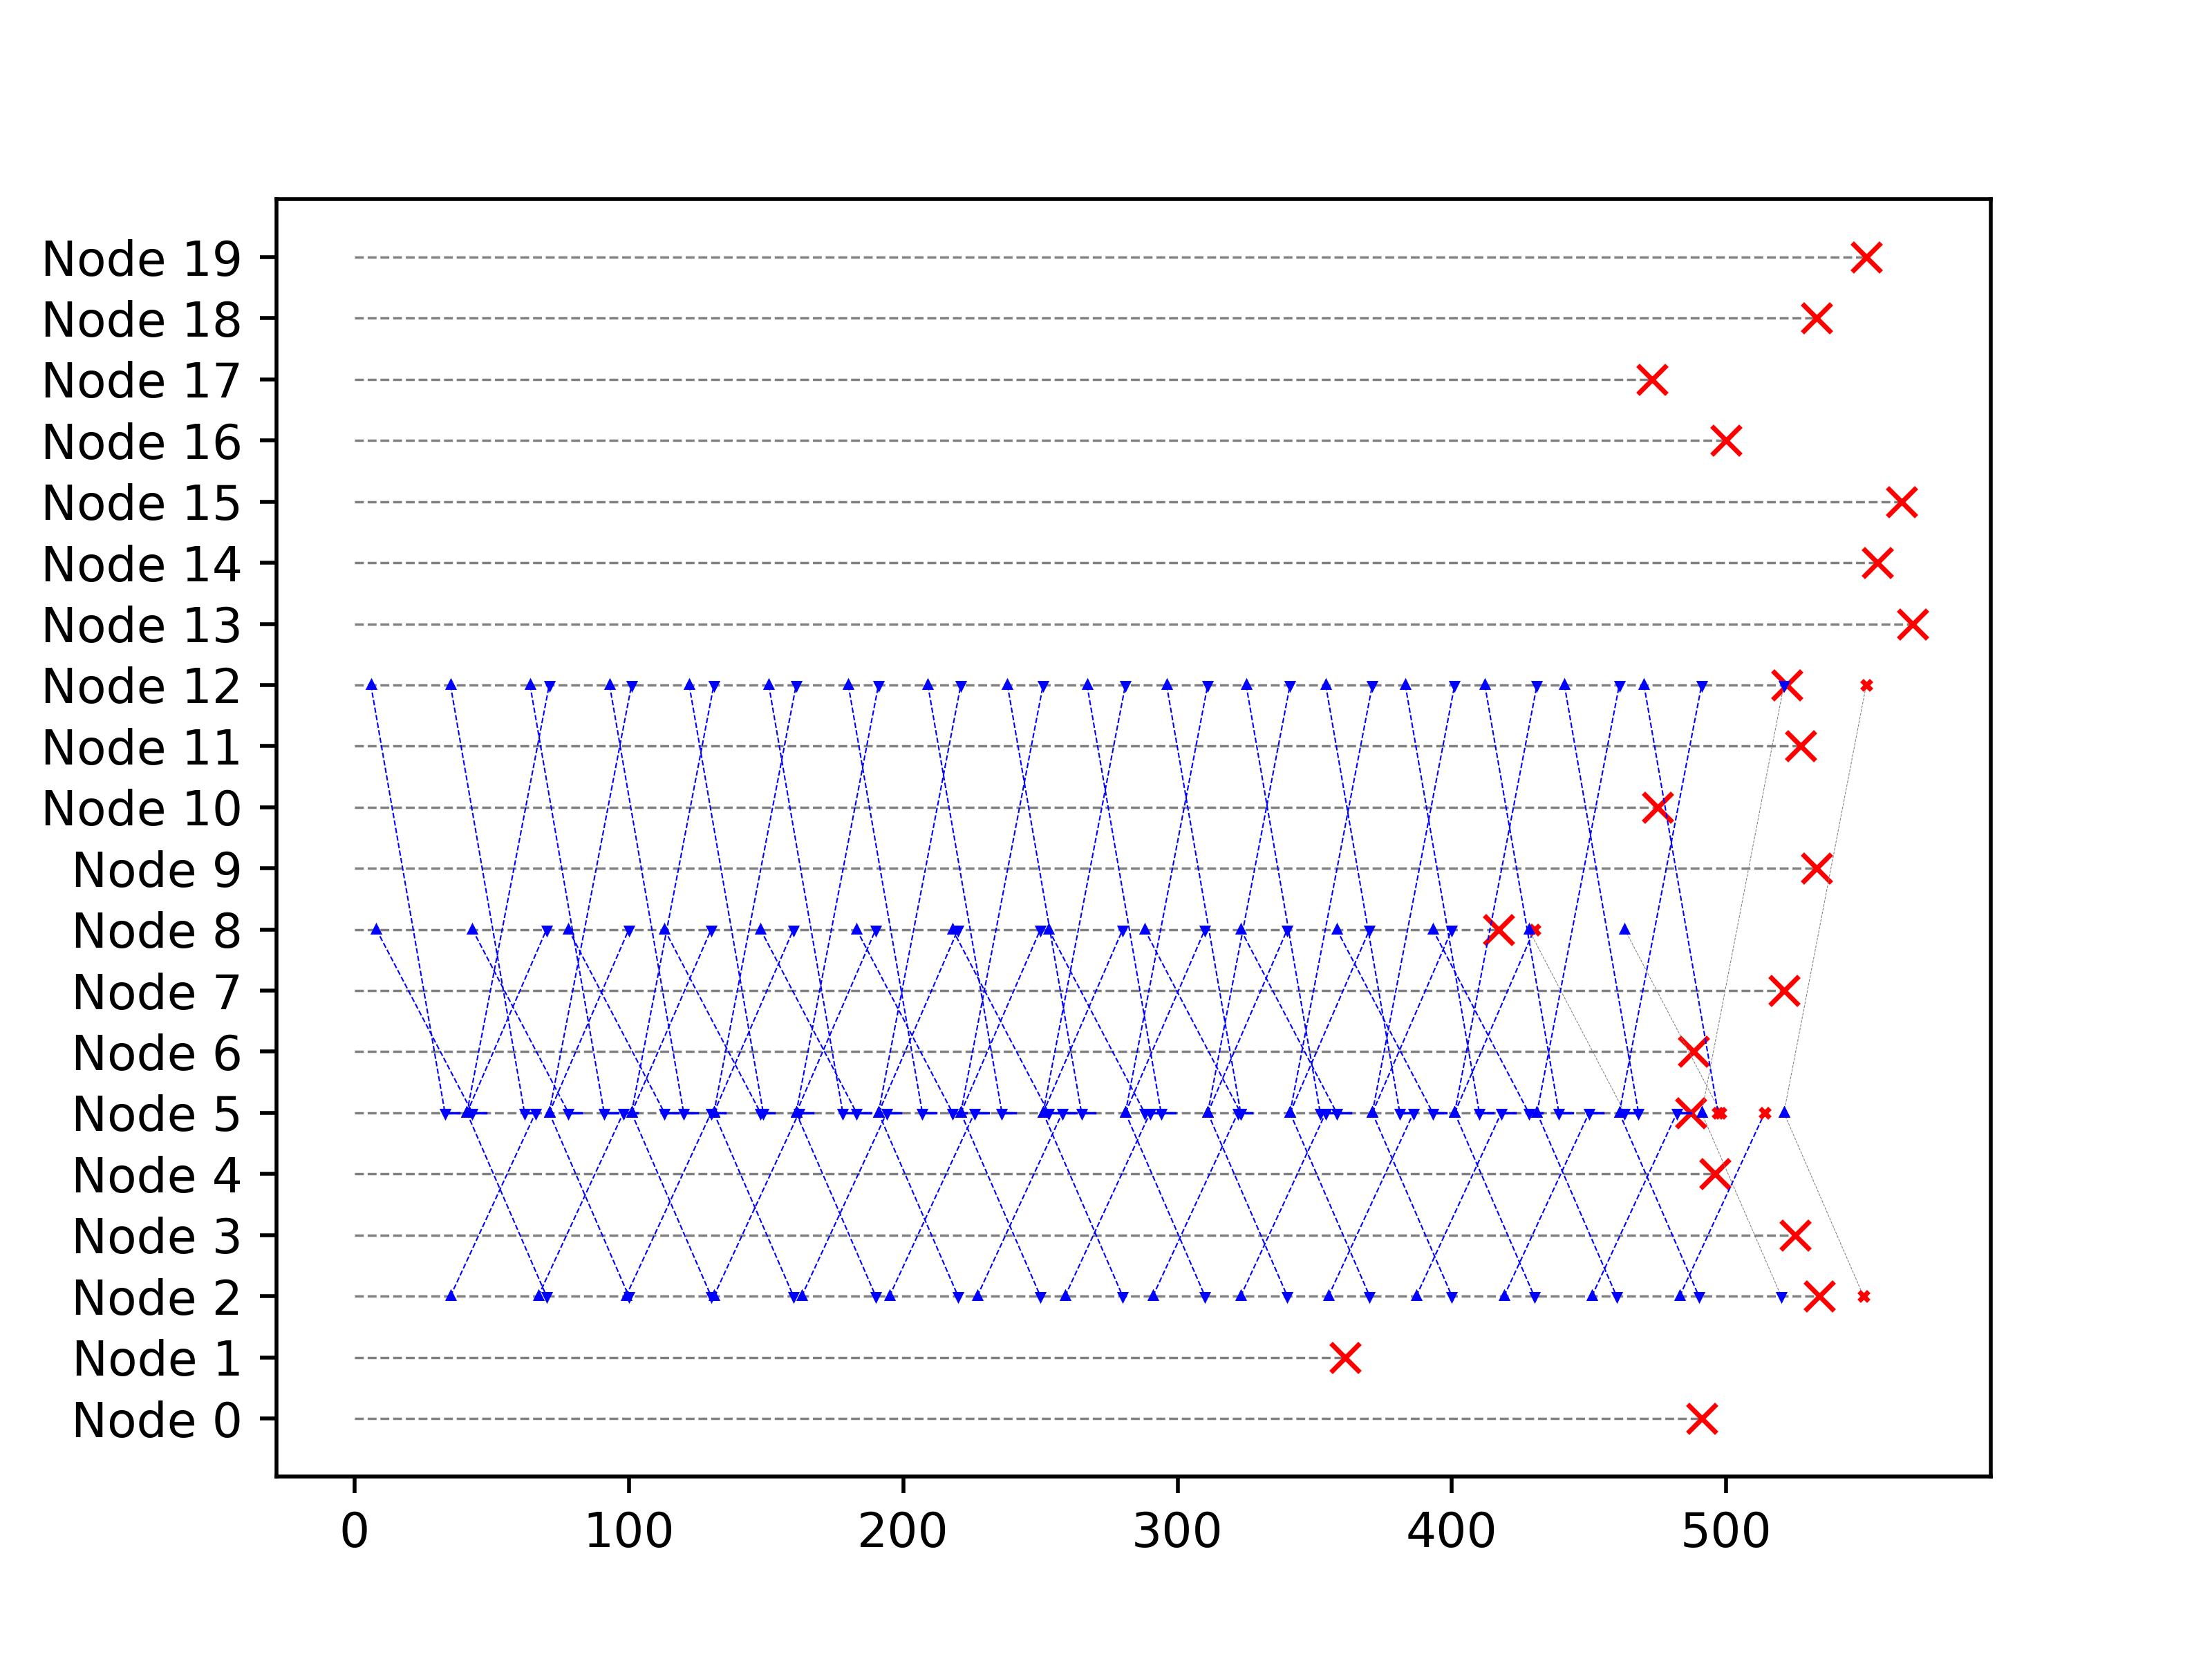 Node 19
Node 18
Node 17
Node 16
Node 15
Node 14
Node 13
Node 12
Node 11
Node 10
Node 9
Node 8
Node 7
Node 6
Node 5
Node 4
Node 3
Node 2
Node 1
Node 0
0 100 200 300 400 500